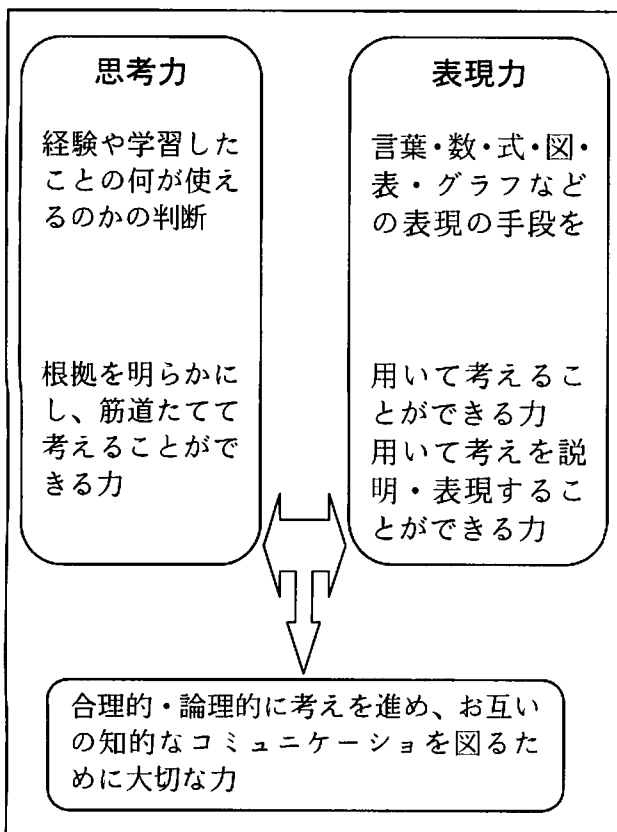 思考力
経験や学習した
ことの何が使え
るのかの判断
根拠を明らかに
し、筋道たてて
考えることがで
きる力
表現力
言葉・数・式・図・
表・グラフなど
の表現の手段を
用いて考えるこ
とができる力
用いて考えを説
明・表現するこ
とができる力
合理的・論理的に考えを進め、お互い
の知的なコミュニケーショを図るた
めに大切な力